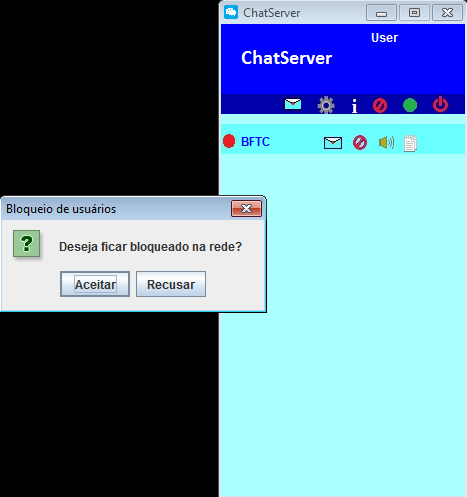 ChatServer
User
ChatServer
BFTC
Bloqueio de usuários
?
Deseja ficar bloqueado na rede?
Aceitar Recusar